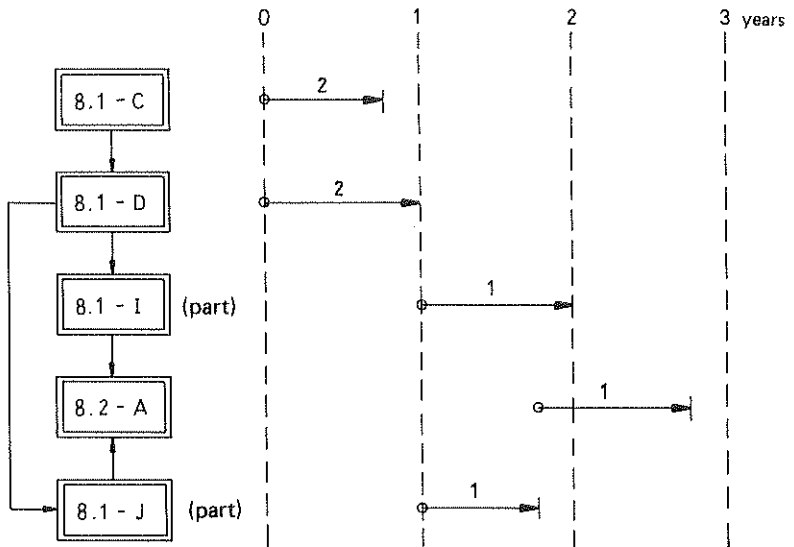 0 1 2 3 years
8.1 - C 2
8.1 - D 2
8.1 - I (part) 1
8.2 - A 1
8.1 - J (part) 1